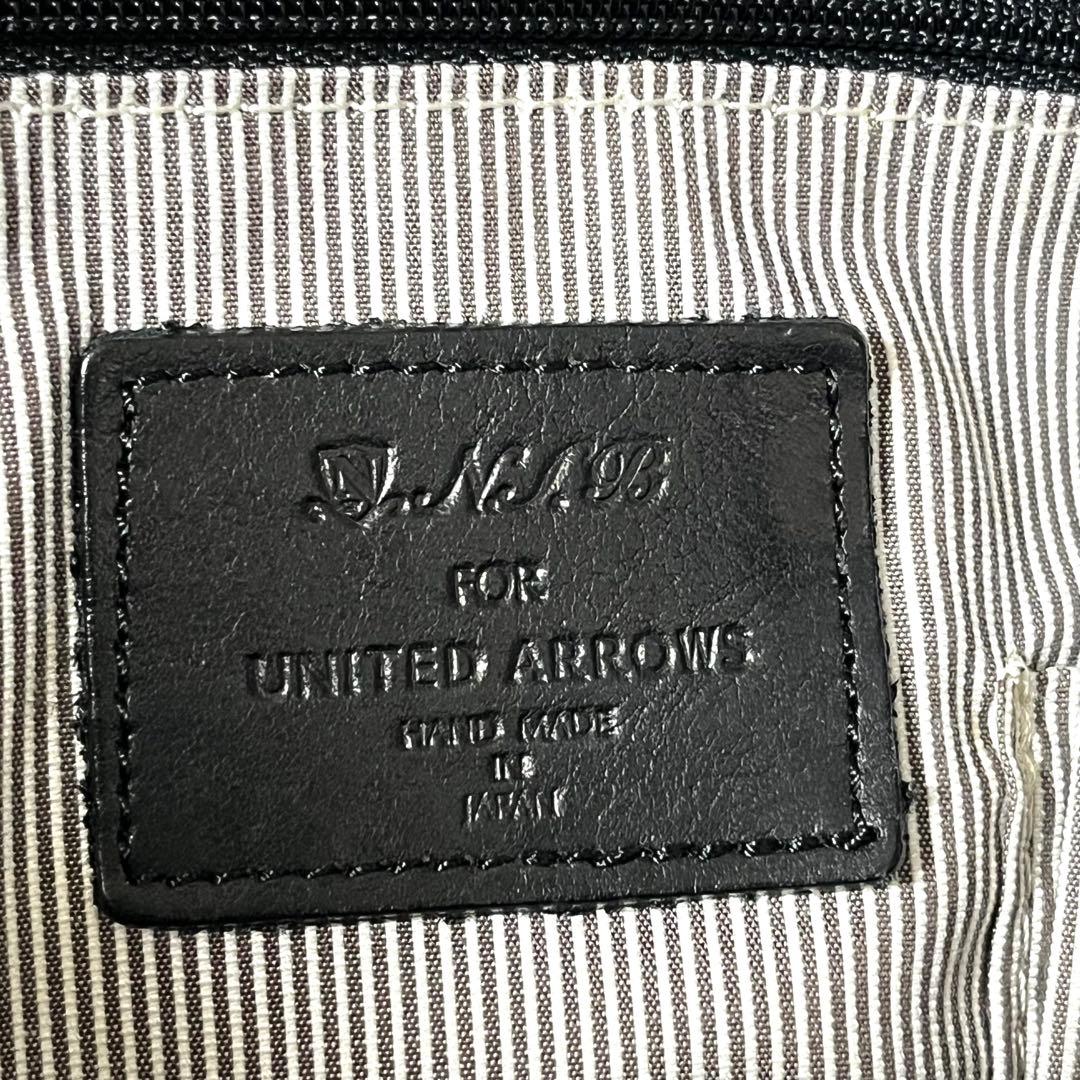 N N.A.B
FOR
UNITED ARROWS
HAND MADE
IN
JAPAN